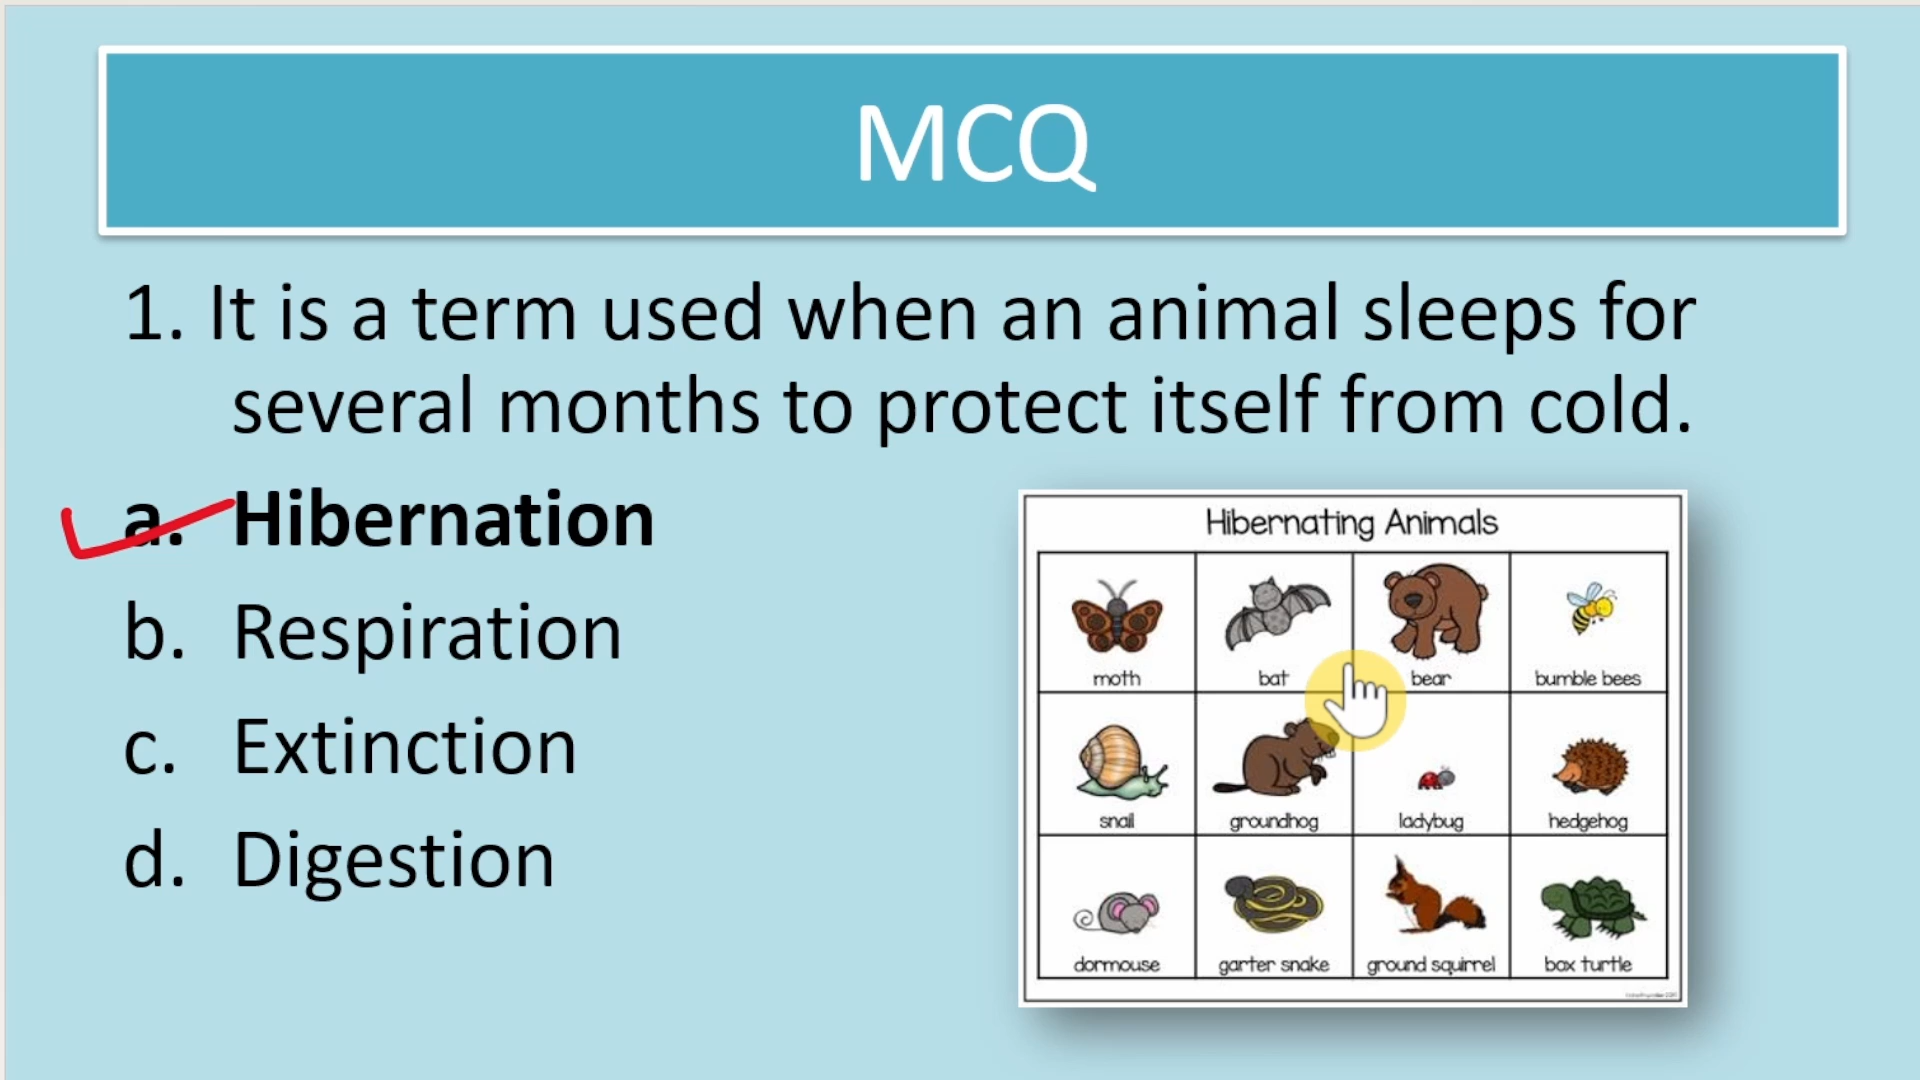 MCQ
1. It is a term used when an animal sleeps for
several months to protect itself from cold.
a. Hibernation
b. Respiration
c. Extinction
d. Digestion
Hibernating Animals
moth bat bear bumble bees
snail groundhog ladybug hedgehog
dormouse garter snake ground squirrel box turtle